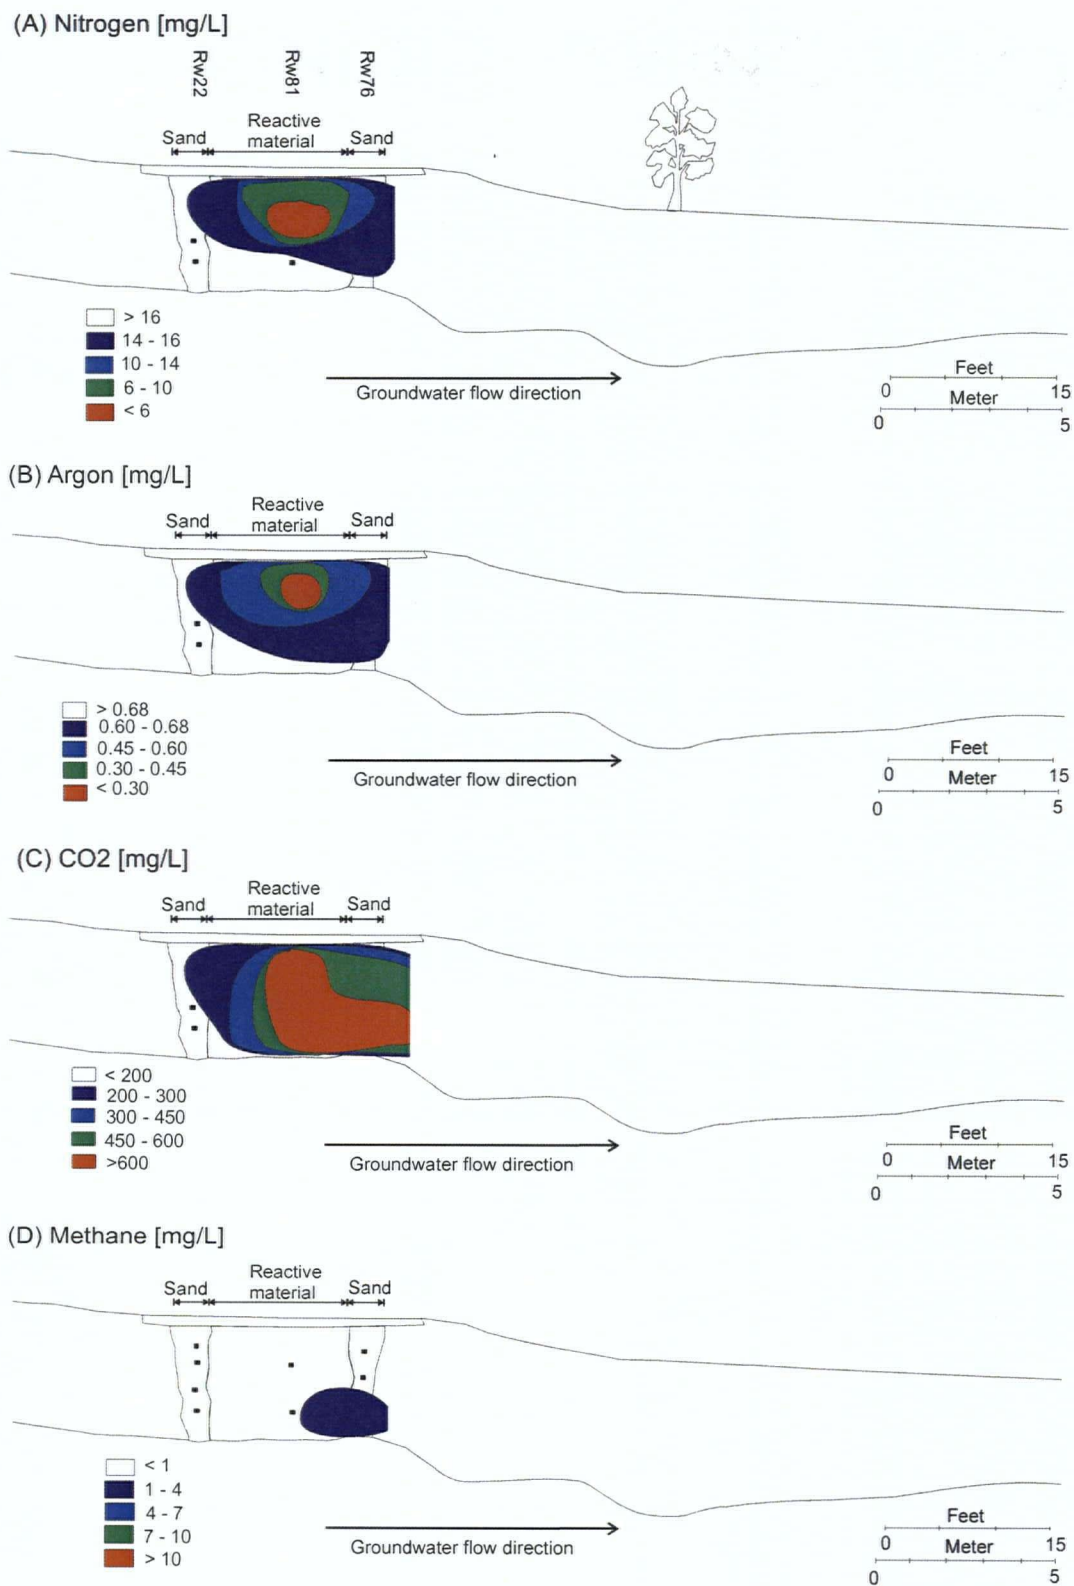 (A) Nitrogen [mg/L]
Rw22
Rw81
Rw76
Sand
Reactive
material
Sand
> 16
14 - 16
10 - 14
6 - 10
< 6
Groundwater flow direction
Feet
0 15
Meter
0 5
(B) Argon [mg/L]
Sand
Reactive
material
Sand
> 0.68
0.60 - 0.68
0.45 - 0.60
0.30 - 0.45
< 0.30
Groundwater flow direction
Feet
0 15
Meter
0 5
(C) CO2 [mg/L]
Sand
Reactive
material
Sand
< 200
200 - 300
300 - 450
450 - 600
>600
Groundwater flow direction
Feet
0 15
Meter
0 5
(D) Methane [mg/L]
Sand
Reactive
material
Sand
< 1
1 - 4
4 - 7
7 - 10
> 10
Groundwater flow direction
Feet
0 15
Meter
0 5